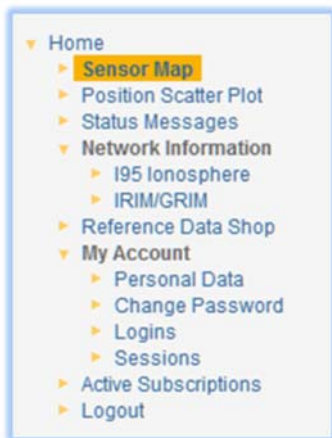 Home
Sensor Map
Position Scatter Plot
Status Messages
Network Information
I95 Ionosphere
IRIM/GRIM
Reference Data Shop
My Account
Personal Data
Change Password
Logins
Sessions
Active Subscriptions
Logout